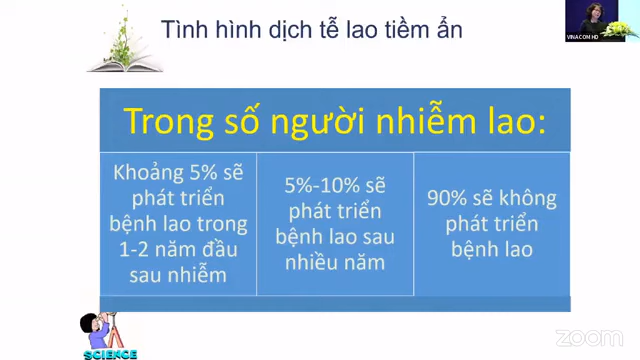 Tình hình dịch tễ lao tiềm ẩn
VINACOM HD
Trong số người nhiễm lao:
Khoảng 5% sẽ
phát triển
bệnh lao trong
1-2 năm đầu
sau nhiễm
5%-10% sẽ
phát triển
bệnh lao sau
nhiều năm
90% sẽ không
phát triển
bệnh lao
SCIENCE
zoom